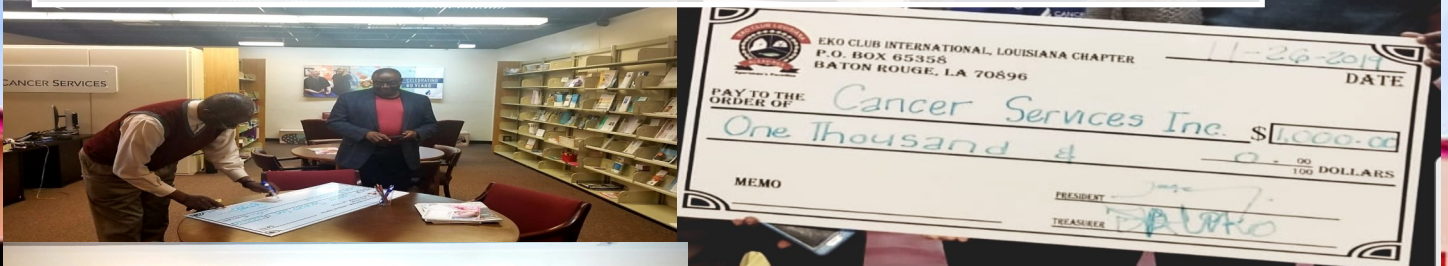 CANCER SERVICES
CELEBRATING
EKO CLUB INTERNATIONAL, LOUISIANA CHAPTER
P.O. BOX 65358
BATON ROUGE, LA 70896
11-26-2019
DATE
PAY TO THE
ORDER OF
Cancer Services Inc.
$ 1,000.00
One Thousand &
0 - 00/100 DOLLARS
MEMO
PRESIDENT
TREASURER